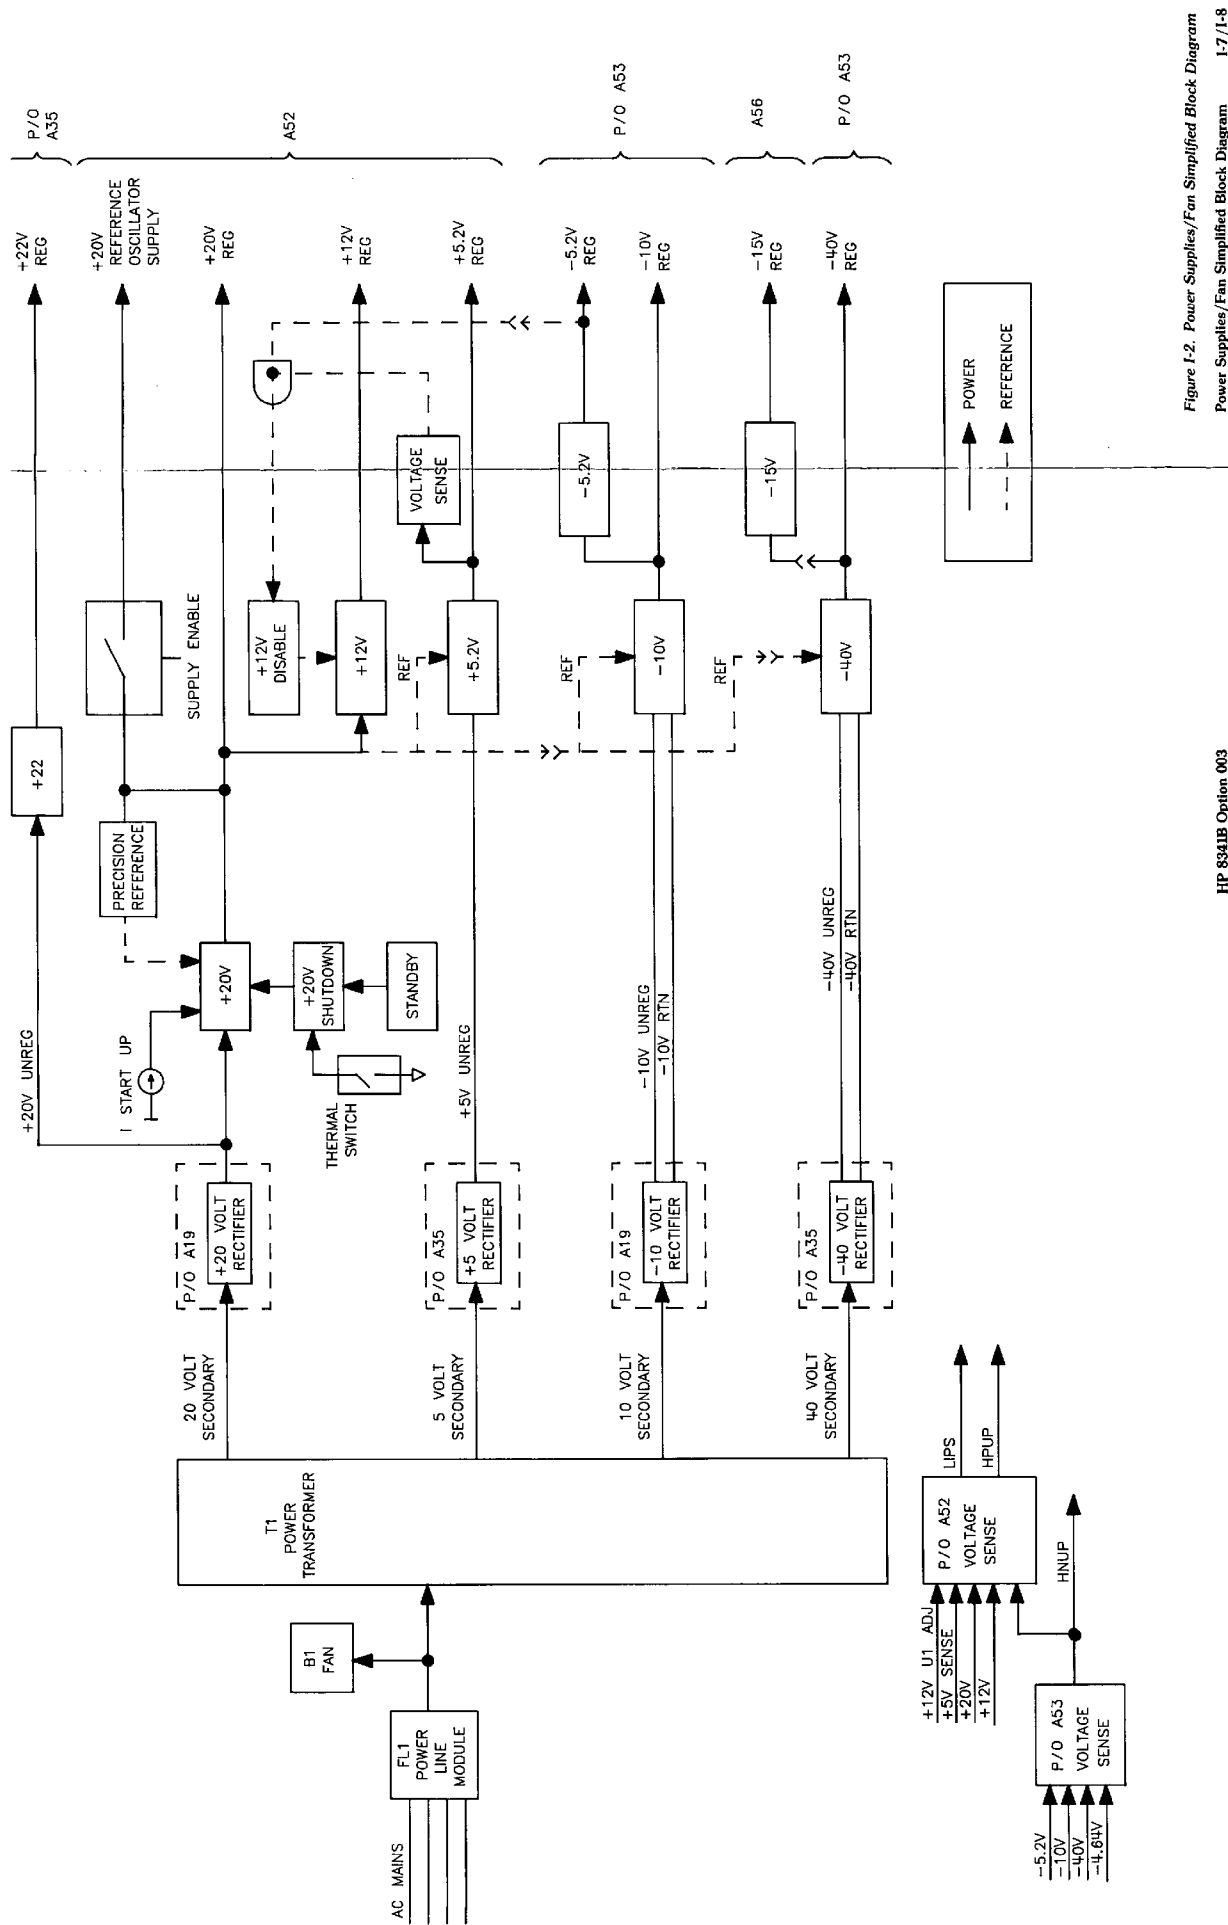 AC MAINS
FL1
POWER
LINE
MODULE
B1
FAN
T1
POWER
TRANSFORMER
20 VOLT
SECONDARY
5 VOLT
SECONDARY
10 VOLT
SECONDARY
40 VOLT
SECONDARY
P/O A19
+20 VOLT
RECTIFIER
P/O A35
+5 VOLT
RECTIFIER
P/O A19
-10 VOLT
RECTIFIER
P/O A35
-40 VOLT
RECTIFIER
+20V UNREG
I START UP
THERMAL
SWITCH
+20V
+20V
SHUTDOWN
STANDBY
PRECISION
REFERENCE
+5V UNREG
-10V UNREG
-10V RTN
-40V UNREG
-40V RTN
+22
SUPPLY ENABLE
+12V
DISABLE
+12V
REF
+5.2V
REF
-10V
REF
-40V
VOLTAGE
SENSE
-5.2V
-15V
+22V
REG
+20V
REFERENCE
OSCILLATOR
SUPPLY
+20V
REG
+12V
REG
+5.2V
REG
-5.2V
REG
-10V
REG
-15V
REG
-40V
REG
P/O
A35
A52
P/O A53
A56
P/O A53
POWER
REFERENCE
-5.2V
-10V
-40V
-4.64V
P/O A53
VOLTAGE
SENSE
HNUP
+12V U1 ADJ
+5V SENSE
+20V
+12V
P/O A52
VOLTAGE
SENSE
LIPS
HPUP
Figure I-2. Power Supplies/Fan Simplified Block Diagram
HP 8341B Option 003
Power Supplies/Fan Simplified Block Diagram I-7/I-8